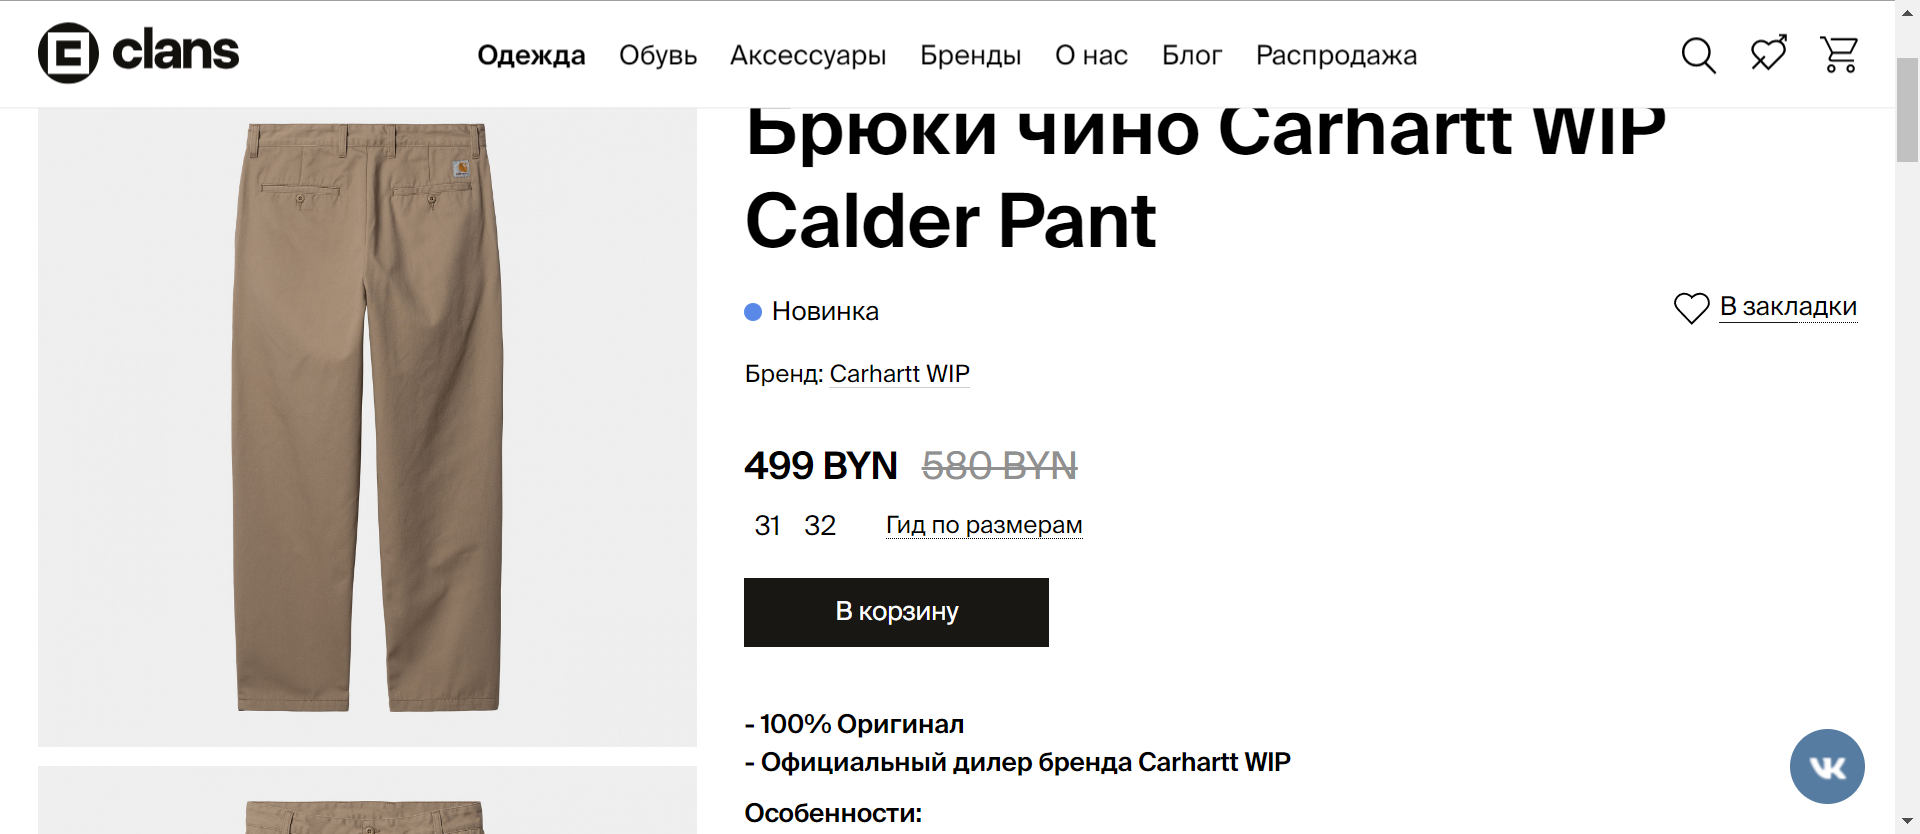 clans
Одежда Обувь Аксессуары Бренды О нас Блог Распродажа
Брюки чино Carhartt WIP
Calder Pant
Новинка
В закладки
Бренд: Carhartt WIP
499 BYN 580 BYN
31 32 Гид по размерам
В корзину
- 100% Оригинал
- Официальный дилер бренда Carhartt WIP
Особенности: